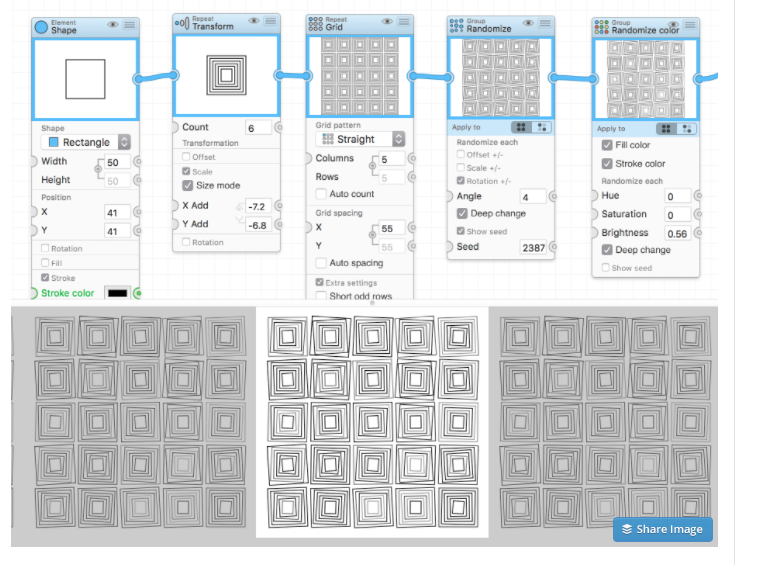 Element
Shape
Shape
Rectangle
Width 50
Height 50
Position
X 41
Y 41
Rotation
Fill
Stroke
Stroke color
Repeat
Transform
Count 6
Transformation
Offset
Scale
Size mode
X Add -7.2
Y Add -6.8
Rotation
Repeat
Grid
Grid pattern
Straight
Columns 5
Rows 5
Auto count
Grid spacing
X 55
Y 55
Auto spacing
Extra settings
Short odd rows
Group
Randomize
Apply to
Randomize each
Offset +/-
Scale +/-
Rotation +/-
Angle 4
Deep change
Show seed
Seed 2387
Group
Randomize color
Apply to
Fill color
Stroke color
Randomize each
Hue 0
Saturation 0
Brightness 0.56
Deep change
Show seed
Share Image